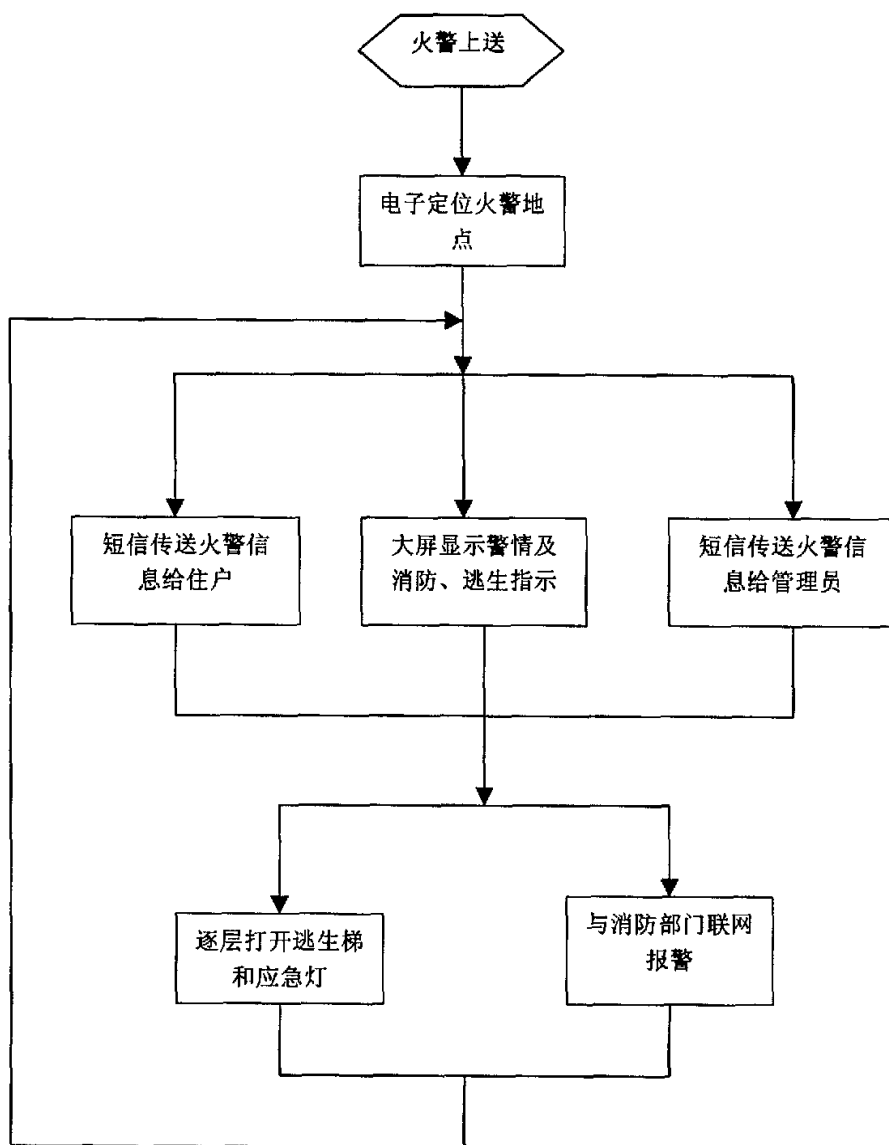 火警上送
电子定位火警地
点
短信传送火警信
息给住户
大屏显示警情及
消防、逃生指示
短信传送火警信
息给管理员
逐层打开逃生梯
和应急灯
与消防部门联网
报警